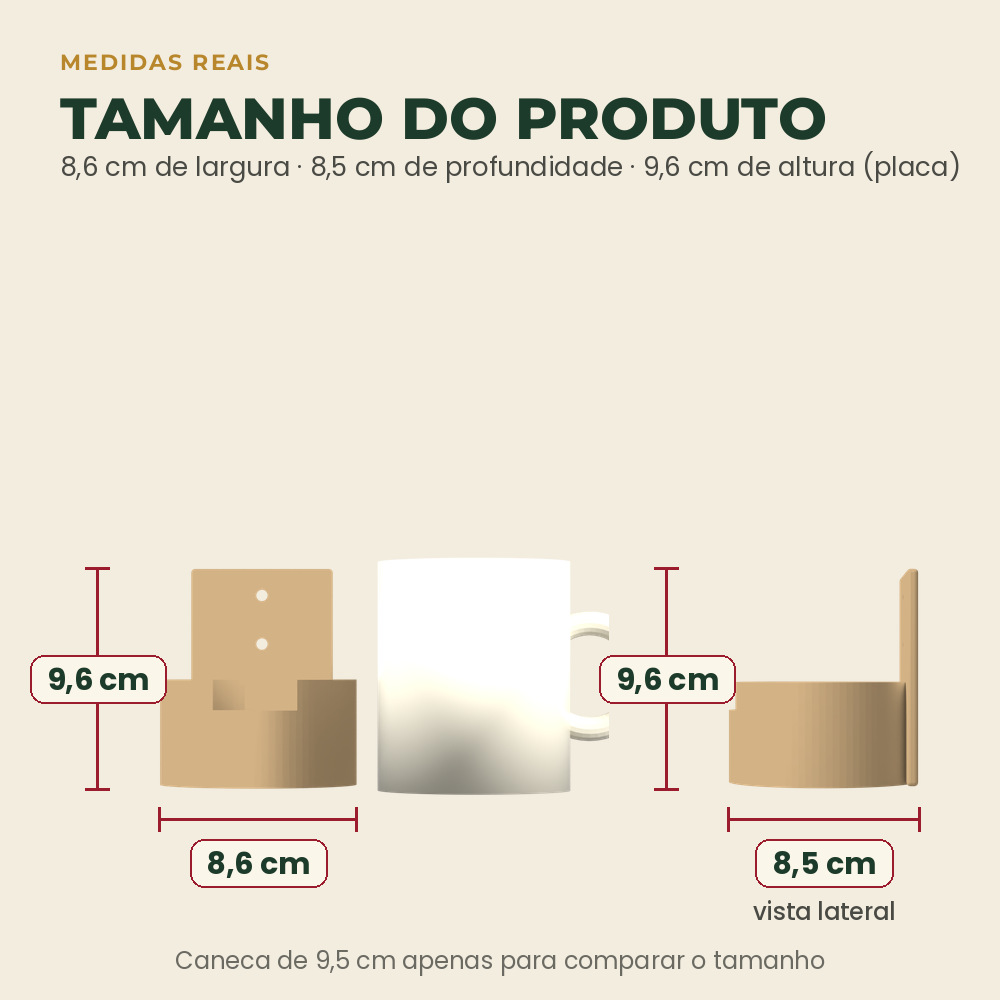 MEDIDAS REAIS
TAMANHO DO PRODUTO
8,6 cm de largura · 8,5 cm de profundidade · 9,6 cm de altura (placa)
9,6 cm
9,6 cm
8,6 cm
8,5 cm
vista lateral
Caneca de 9,5 cm apenas para comparar o tamanho